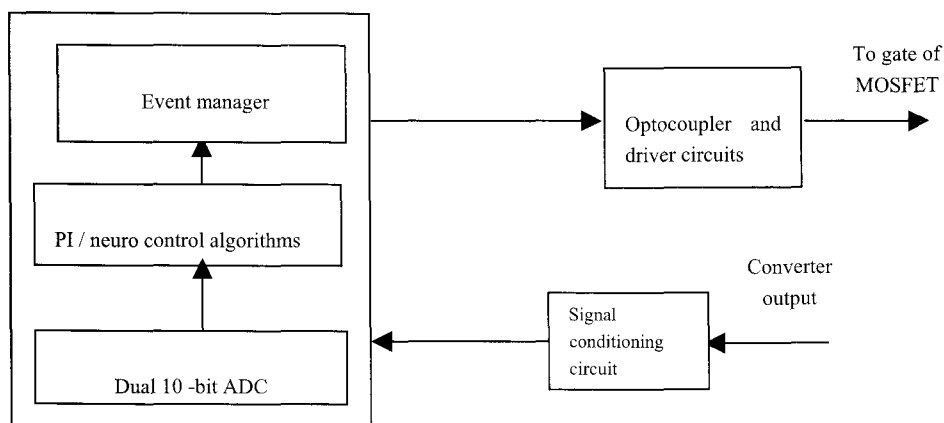 Event manager
PI / neuro control algorithms
Dual 10 -bit ADC
Optocoupler and
driver circuits
To gate of
MOSFET
Signal
conditioning
circuit
Converter
output